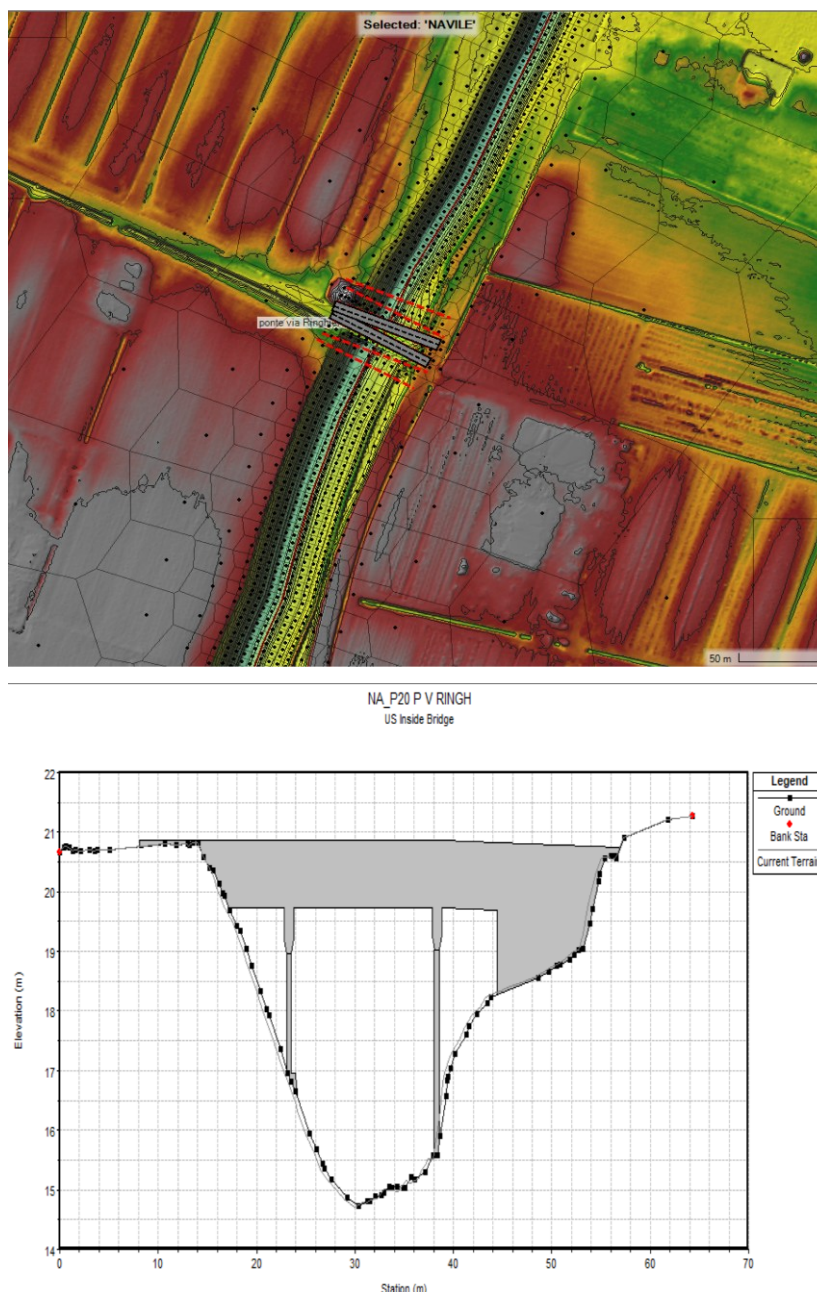 Selected: 'NAVILE'
ponte via Ringh
50 m
NA_P20 P V RINGH
US Inside Bridge
Legend
Ground
Bank Sta
Current Terrain
Elevation (m)
22
21
20
19
18
17
16
15
14
0 10 20 30 40 50 60 70
Station (m)